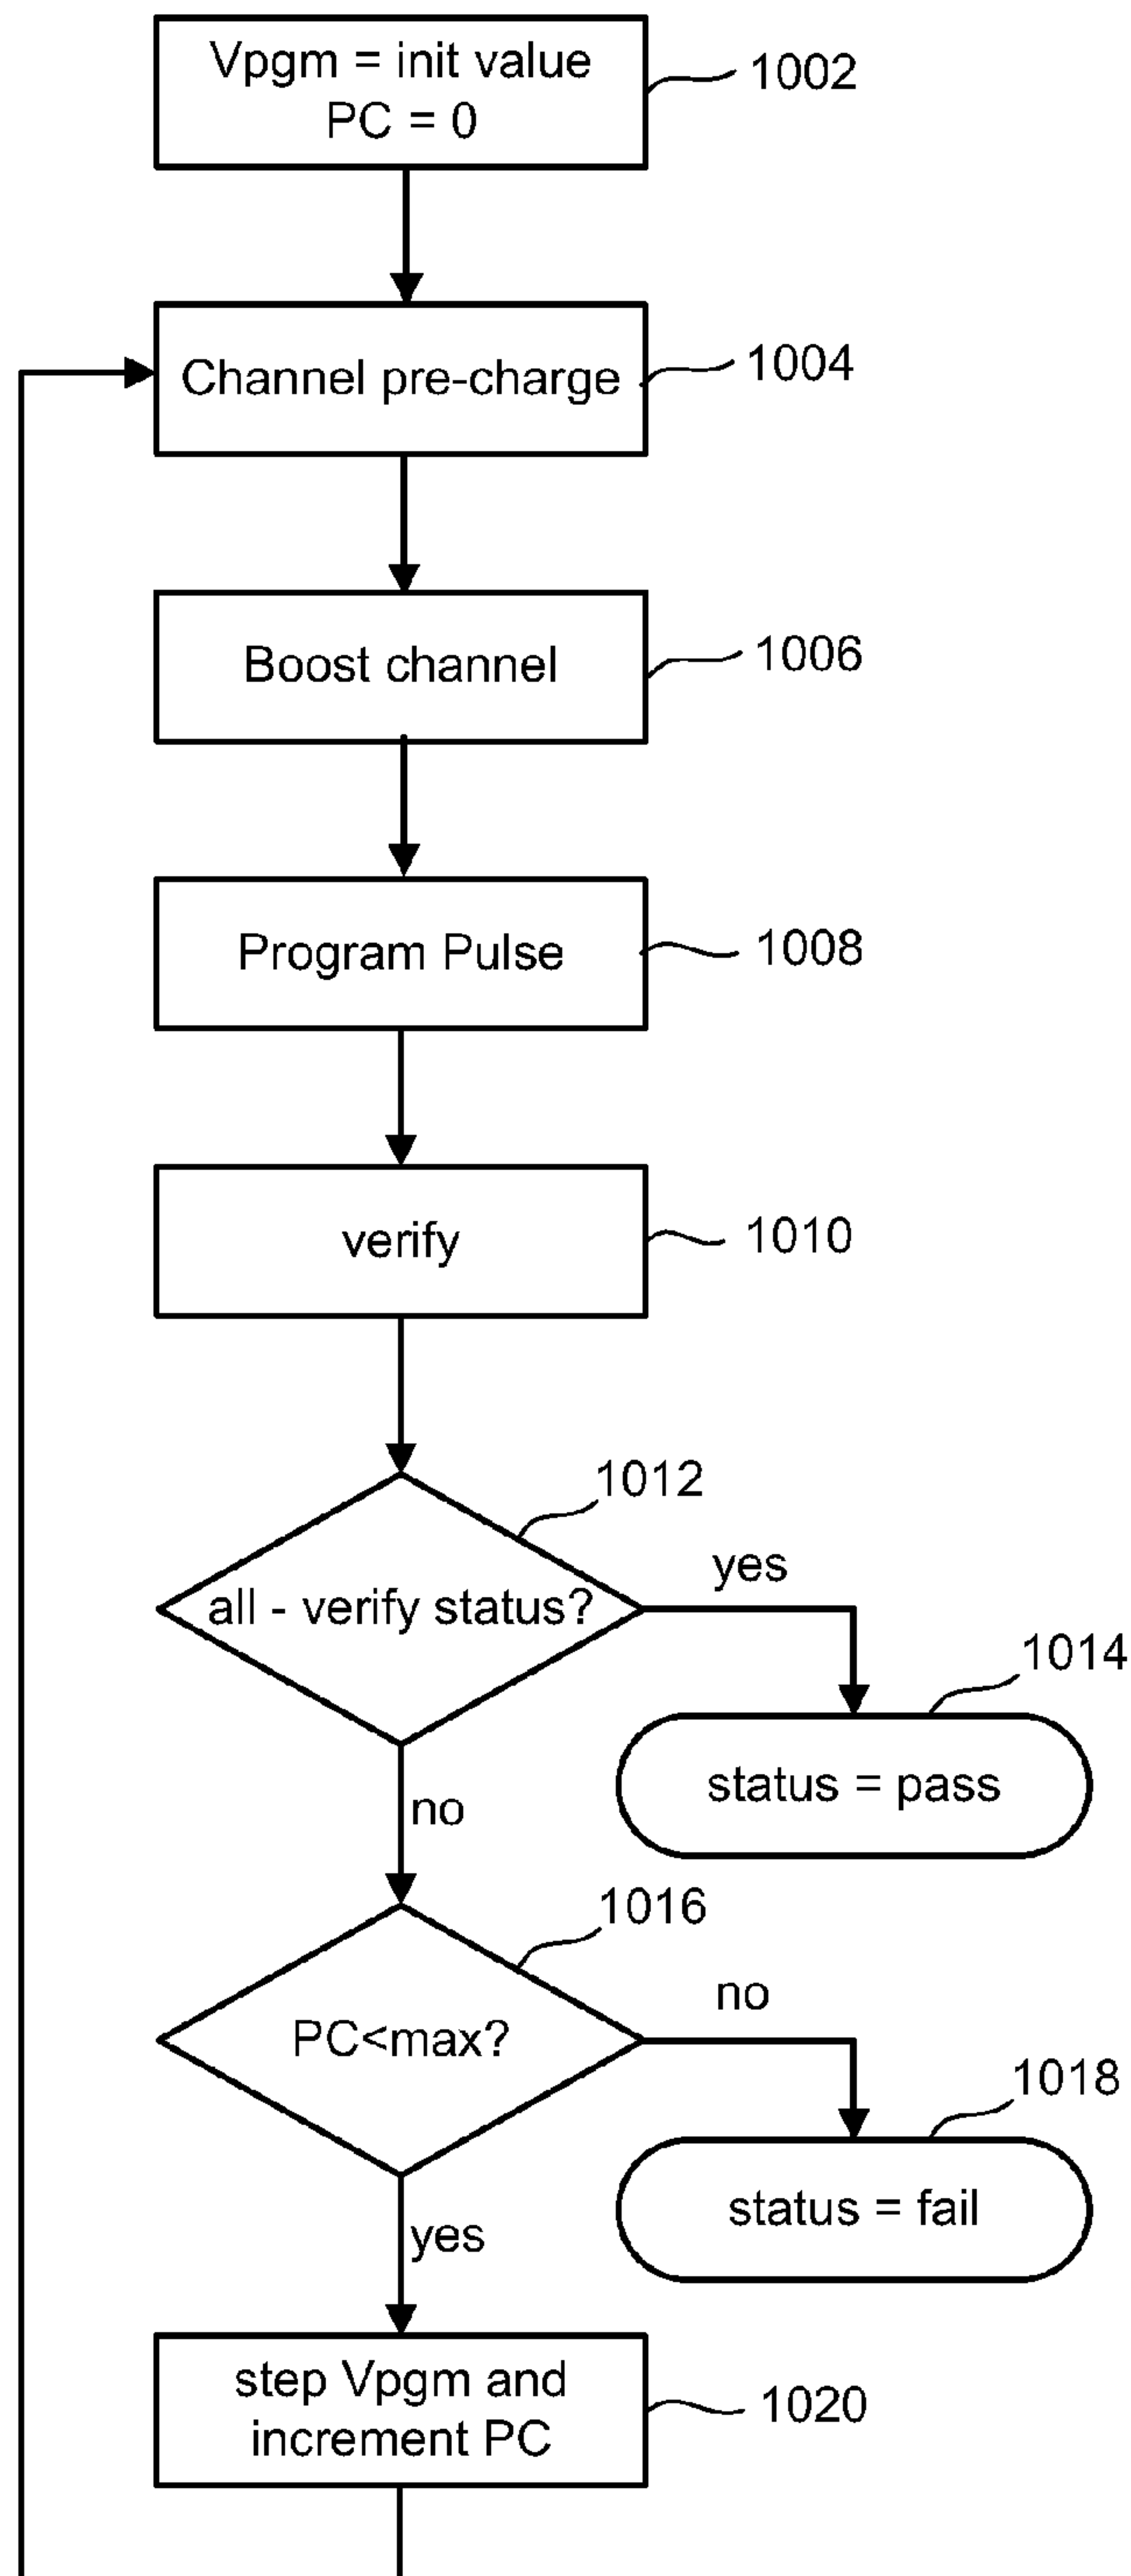 Vpgm = init value
PC = 0
1002
Channel pre-charge
1004
Boost channel
1006
Program Pulse
1008
verify
1010
1012
all - verify status?
yes
1014
status = pass
no
1016
PC<max?
no
1018
status = fail
yes
step Vpgm and
increment PC
1020